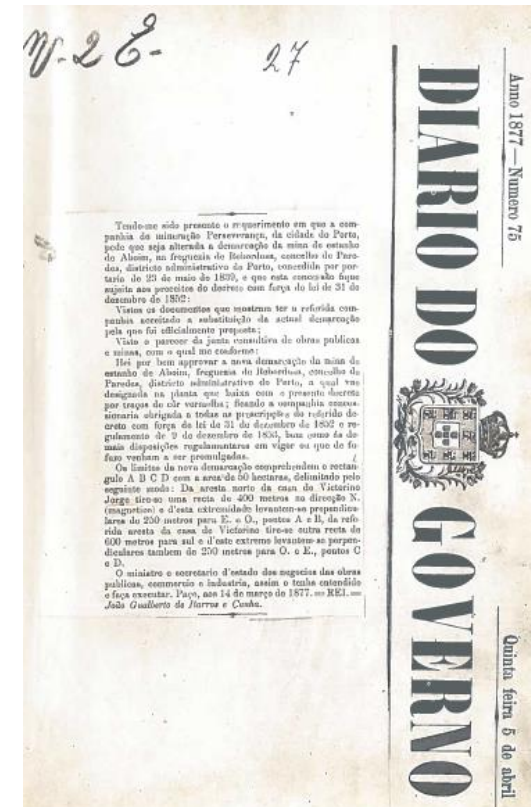 N. 2 E.
27
Anno 1877—Numero 75
DIARIO DO GOVERNO
Quinta feira 5 de abril
Tendo-me sido presente o requerimento em que a com-
panhia de mineração Perseverança, da cidade do Porto,
pede que seja alterada a demarcação da mina de estanho
de Aboim, na freguezia de Rebordosa, concelho de Pare-
des, districto administrativo do Porto, concedida por por-
taria de 23 de maio de 1839, e que esta concessão fique
sujeita aos preceitos do decreto com força de lei de 31 de
dezembro de 1852:
Vistos os documentos que mostram ter a referida com-
panhia acceitado a substituição da actual demarcação
pela que foi officialmente proposta;
Visto o parecer da junta consultiva de obras publicas
e minas, com o qual me conformo:
Hei por bem approvar a nova demarcação da mina de
estanho de Aboim, freguezia de Rebordosa, concelho de
Paredes, districto administrativo do Porto, a qual vae
designada na planta que baixa com o presente decreto
por traços de côr vermelha; ficando a companhia conces-
sionaria obrigada a todas as prescripções do referido de-
creto com força de lei de 31 de dezembro de 1852 e re-
gulamento de 9 de dezembro de 1853, bem como ás de-
mais disposições regulamentares em vigor ou que de fu-
turo venham a ser promulgadas.
Os limites da nova demarcação comprehendem o rectan-
gulo A B C D com a area de 50 hectares, delimitado pelo
seguinte modo: Da aresta norte da casa de Victorino
Jorge tire-se uma recta de 400 metros na direcção N.
(magnetico) e d'esta extremidade levantem-se perpendicu-
lares de 250 metros para E. e O., pontos A e B, da refe-
rida aresta da casa de Victorino tire-se outra recta de
600 metros para sul e d'este extremo levantem-se perpen-
diculares tambem de 250 metros para O. e E., pontos C
e D.
O ministro e secretario d'estado dos negocios das obras
publicas, commercio e industria, assim o tenha entendido
e faça executar. Paço, aos 14 de março de 1877. = REI. =
João Gualberto de Barros e Cunha.